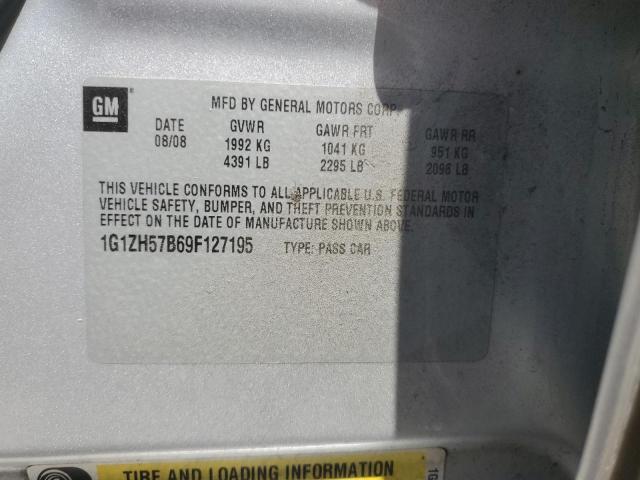 GM
MFD BY GENERAL MOTORS CORP.
DATE GVWR GAWR FRT GAWR RR
08/08 1992 KG 1041 KG 951 KG
4391 LB 2295 LB 2096 LB
THIS VEHICLE CONFORMS TO ALL APPLICABLE U.S. FEDERAL MOTOR
VEHICLE SAFETY, BUMPER, AND THEFT PREVENTION STANDARDS IN
EFFECT ON THE DATE OF MANUFACTURE SHOWN ABOVE.
1G1ZH57B69F127195 TYPE: PASS CAR
TIRE AND LOADING INFORMATION